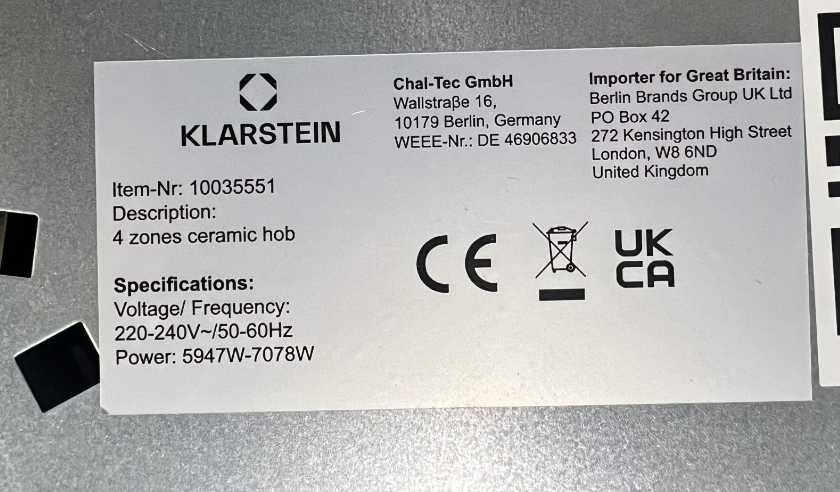 KLARSTEIN
Item-Nr: 10035551
Description:
4 zones ceramic hob
Specifications:
Voltage/ Frequency:
220-240V~/50-60Hz
Power: 5947W-7078W
Chal-Tec GmbH
Wallstraße 16,
10179 Berlin, Germany
WEEE-Nr.: DE 46906833
Importer for Great Britain:
Berlin Brands Group UK Ltd
PO Box 42
272 Kensington High Street
London, W8 6ND
United Kingdom
CE
UK
CA